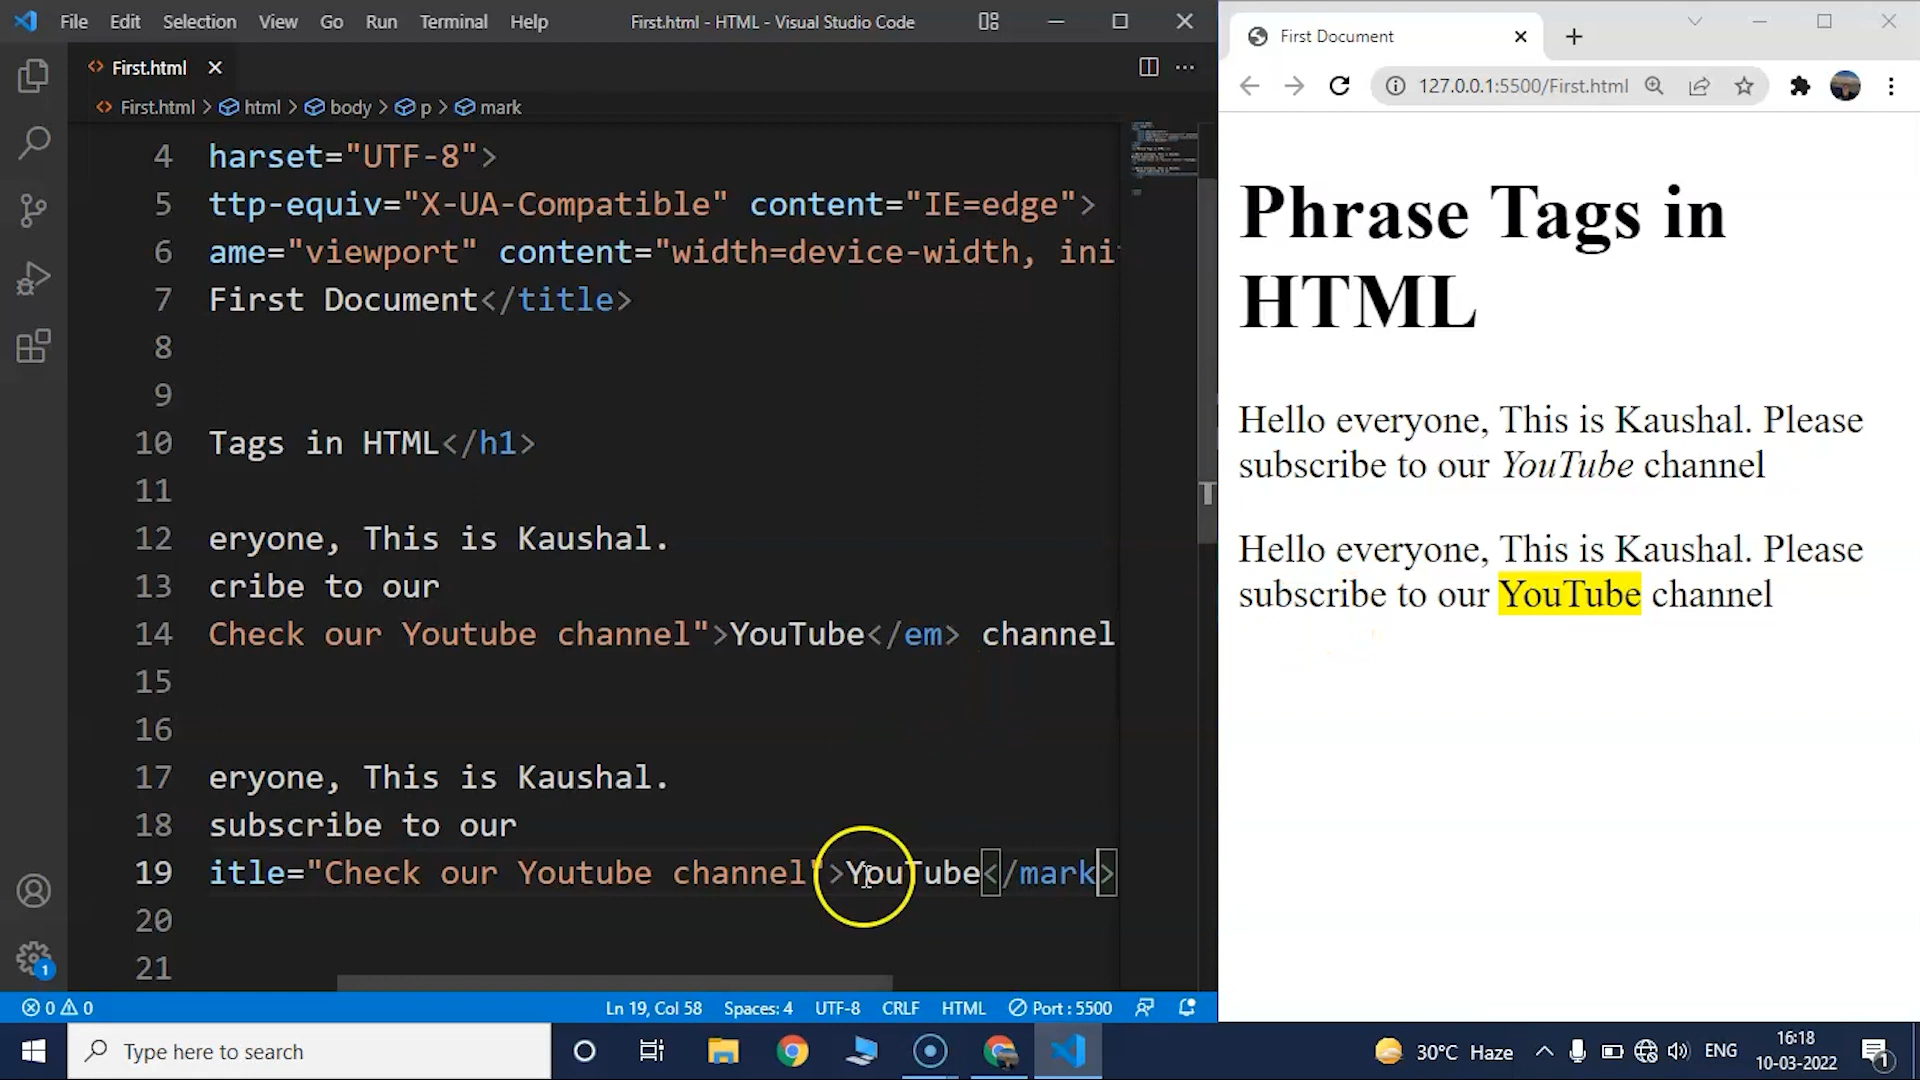 File Edit Selection View Go Run Terminal Help First.html - HTML - Visual Studio Code
First.html
First.html > html > body > p > mark
4 harset="UTF-8">
5 ttp-equiv="X-UA-Compatible" content="IE=edge">
6 ame="viewport" content="width=device-width, ini
7 First Document</title>
8
9
10 Tags in HTML</h1>
11
12 eryone, This is Kaushal.
13 cribe to our
14 Check our Youtube channel">YouTube</em> channel
15
16
17 eryone, This is Kaushal.
18 subscribe to our
19 itle="Check our Youtube channel">YouTube</mark>
20
21
1
0 0 Ln 19, Col 58 Spaces: 4 UTF-8 CRLF HTML Port : 5500
First Document
127.0.0.1:5500/First.html
Phrase Tags in
HTML
Hello everyone, This is Kaushal. Please
subscribe to our YouTube channel
Hello everyone, This is Kaushal. Please
subscribe to our YouTube channel
Type here to search
30°C Haze
ENG
16:18
10-03-2022
1